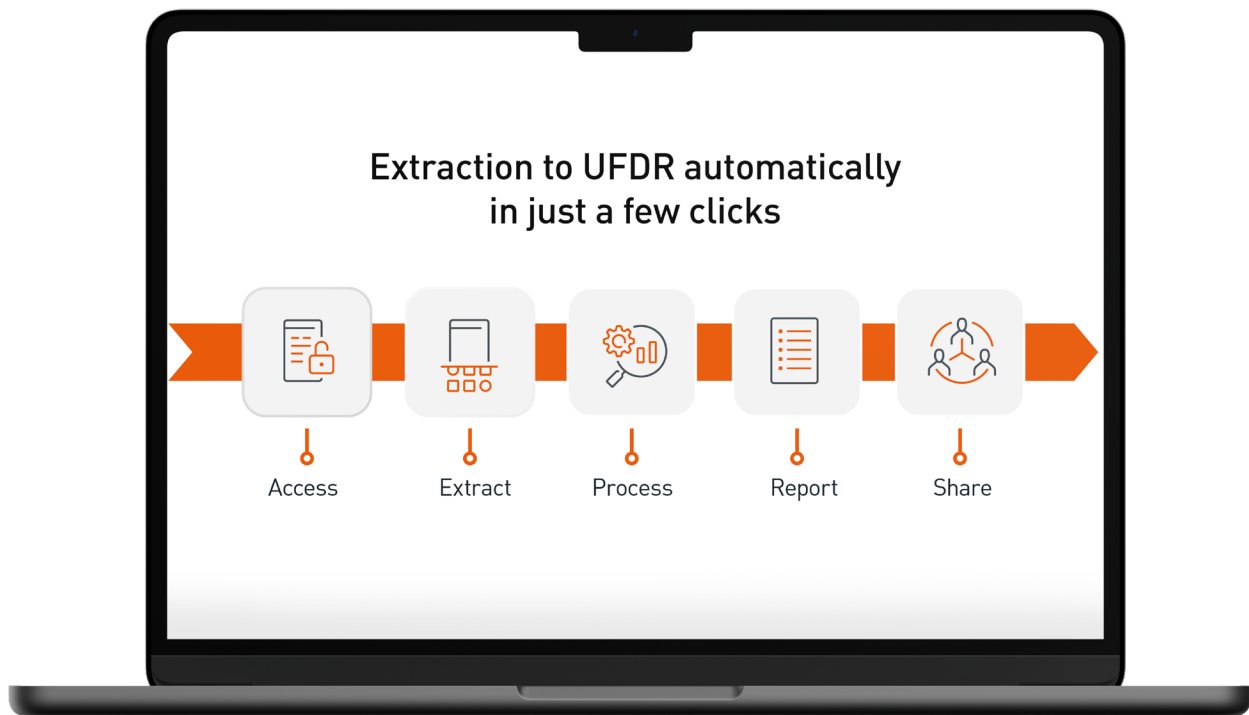 Extraction to UFDR automatically
in just a few clicks
Access
Extract
Process
Report
Share